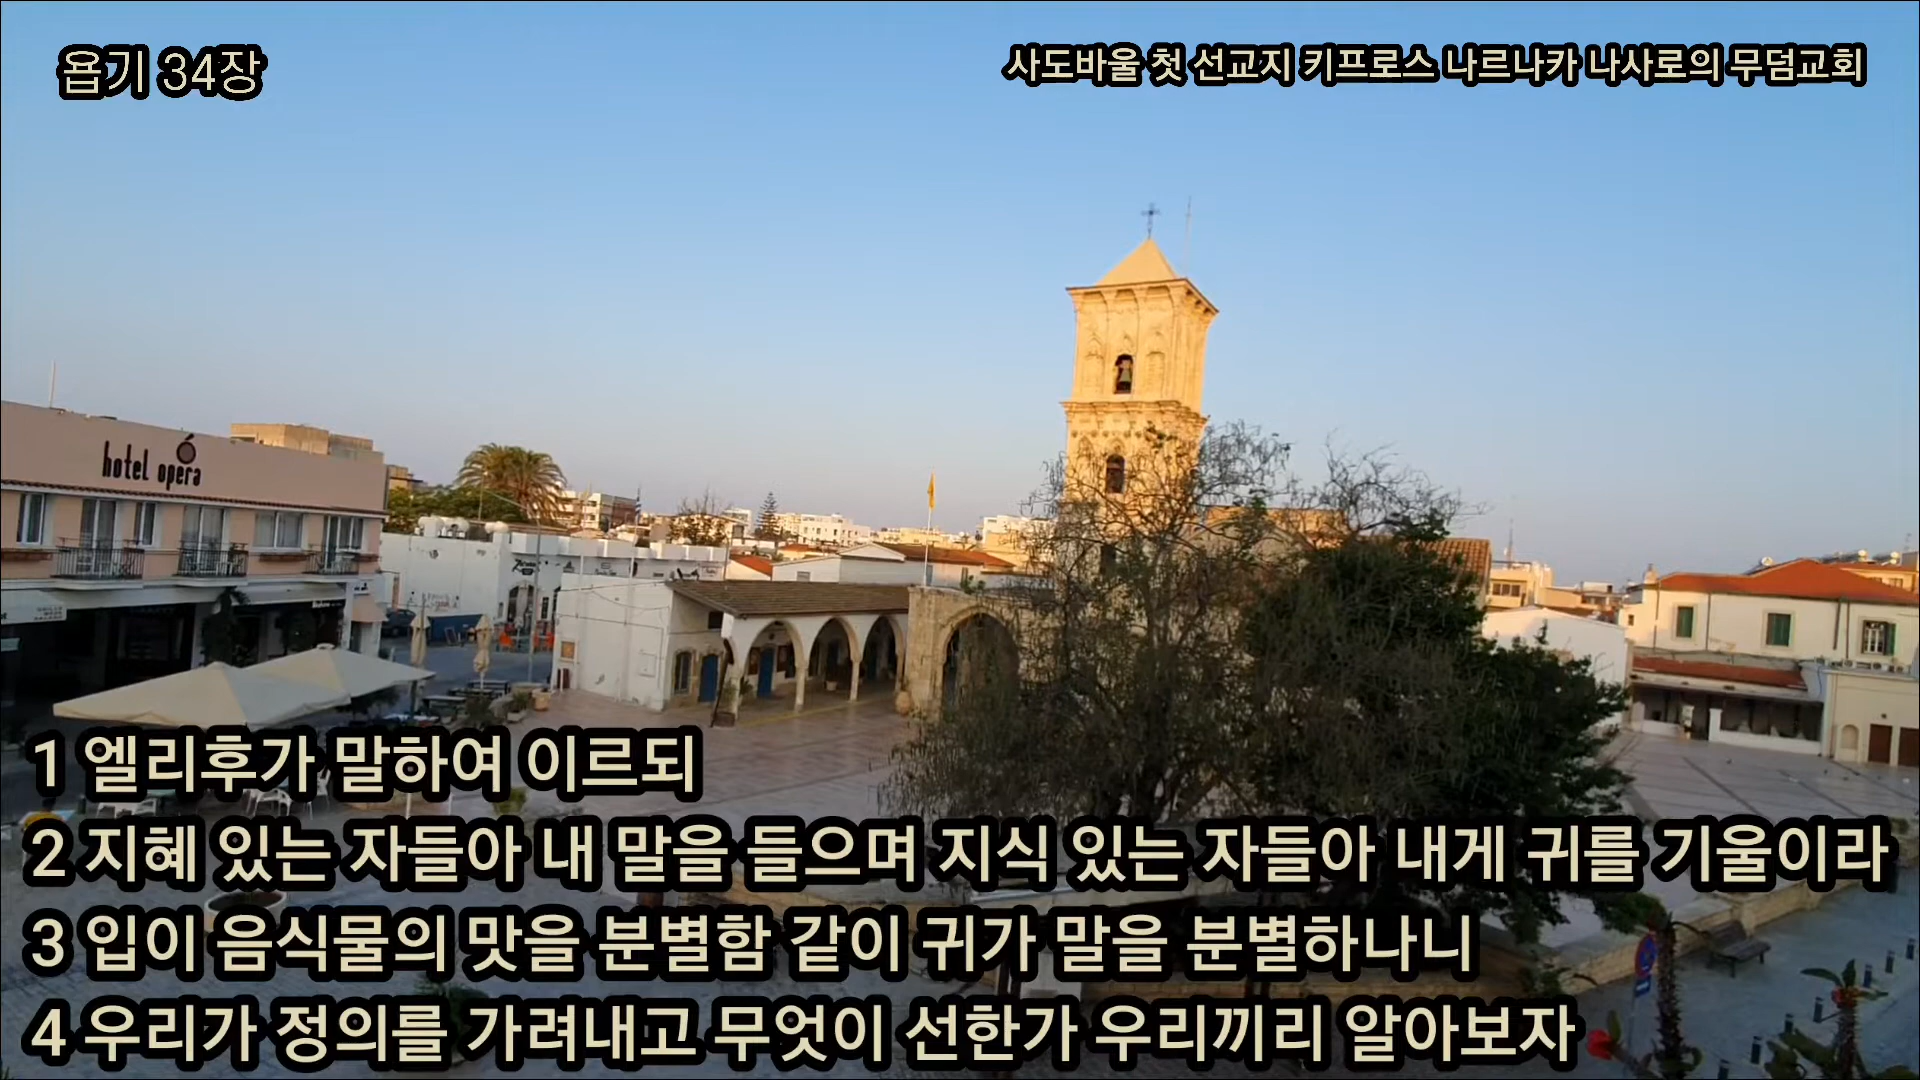 욥기 34장
사도바울 첫 선교지 키프로스 나르나카 나사로의 무덤교회
hotel opera
1 엘리후가 말하여 이르되
2 지혜 있는 자들아 내 말을 들으며 지식 있는 자들아 내게 귀를 기울이라
3 입이 음식물의 맛을 분별함 같이 귀가 말을 분별하나니
4 우리가 정의를 가려내고 무엇이 선한가 우리끼리 알아보자